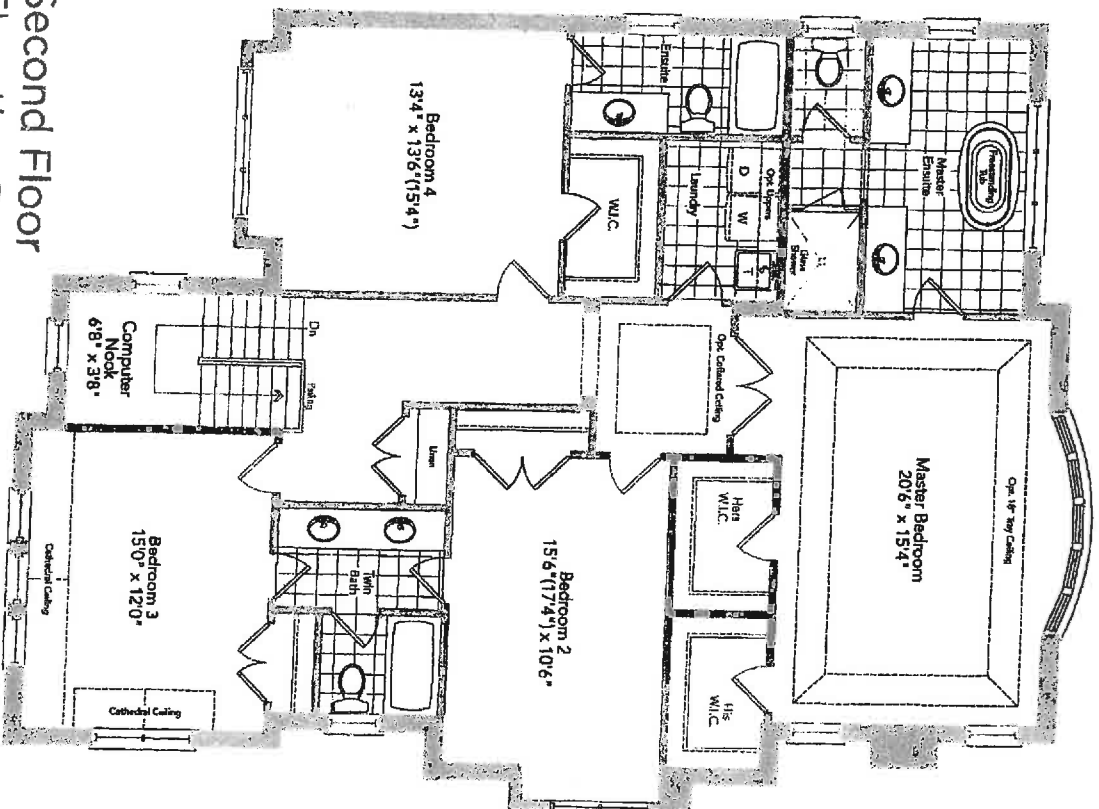 Second Floor
Master Bedroom
20'6" x 15'4"
Opt. 18" Tray Ceiling
Master
Ensuite
Freestanding
Tub
Glass
Shower
Opt. Coffered Ceiling
Hers
W.I.C.
His
W.I.C.
Opt. Uppers
D
W
Laundry
Ensuite
W.I.C.
Bedroom 4
13'4" x 13'6"(15'4")
Bedroom 2
15'6"(17'4") x 10'6"
Linen
Twin
Bath
Dn
Railing
Computer
Nook
6'8" x 3'8"
Bedroom 3
15'0" x 12'0"
Cathedral Ceiling
Cathedral Ceiling